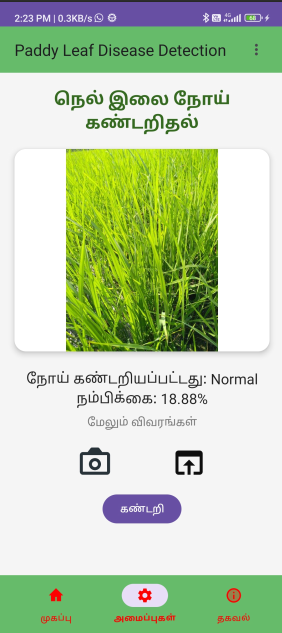 2:23 PM | 0.3KB/s
4G
Paddy Leaf Disease Detection
நெல் இலை நோய்
கண்டறிதல்
நோய் கண்டறியப்பட்டது: Normal
நம்பிக்கை: 18.88%
மேலும் விவரங்கள்
கண்டறி
முகப்பு
அமைப்புகள்
தகவல்